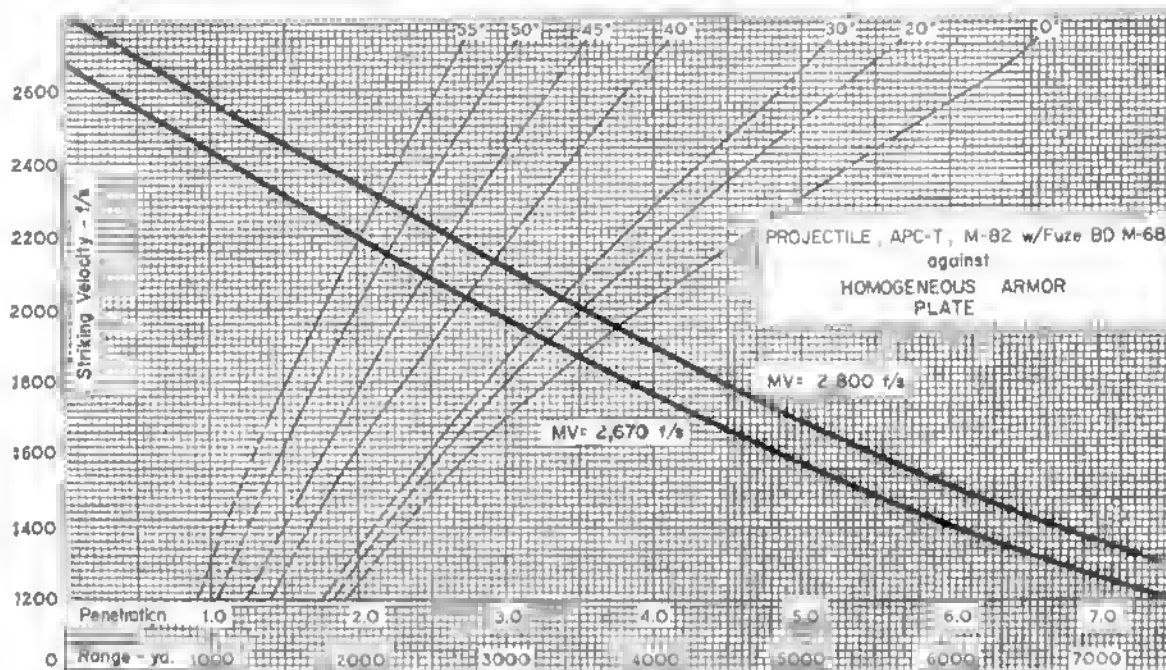 55° 50° 45° 40° 30° 20° 0°
2600
2400
2200
2000
1800
1600
1400
1200
0
Striking Velocity - f/s
PROJECTILE, APC-T, M-82 w/Fuze BD M-68
against
HOMOGENEOUS ARMOR
PLATE
MV= 2 800 f/s
MV= 2,670 f/s
Penetration 1.0 2.0 3.0 4.0 5.0 6.0 7.0
Range - yd. 1000 2000 3000 4000 5000 6000 7000